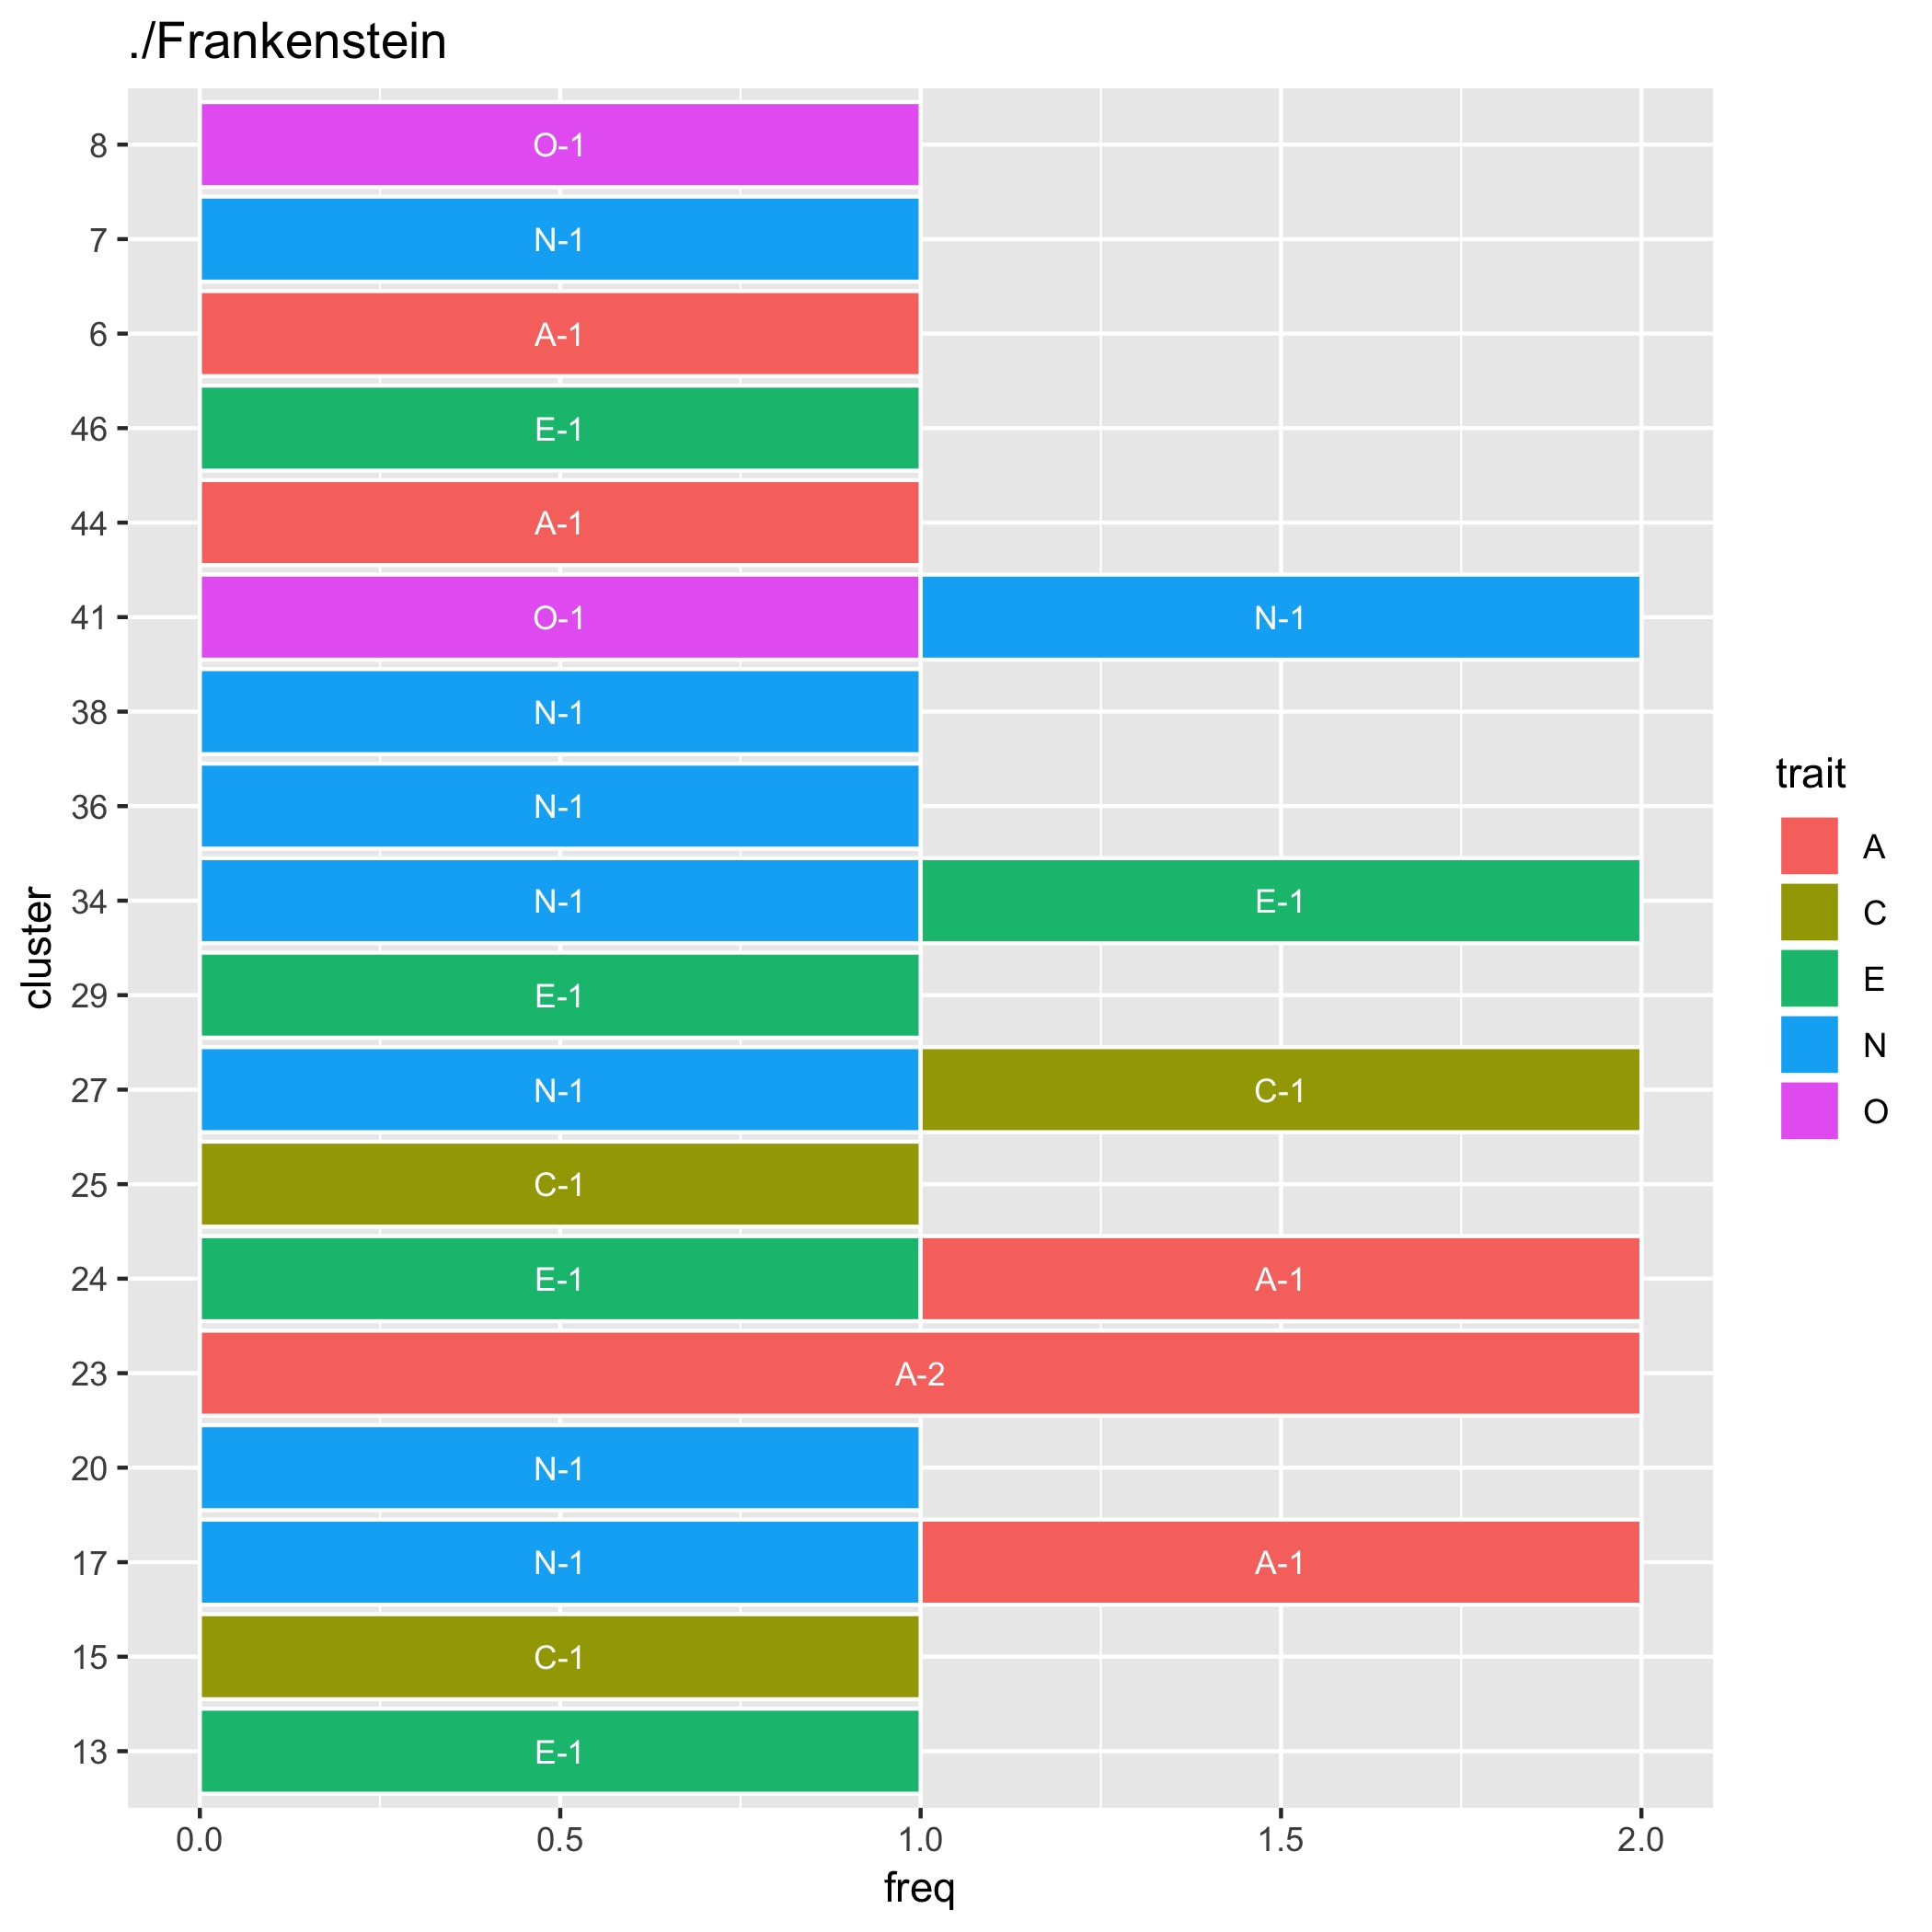 ./Frankenstein
8 O-1
7 N-1
6 A-1
46 E-1
44 A-1
41 O-1 N-1
38 N-1
36 N-1
34 N-1 E-1
29 E-1
27 N-1 C-1
25 C-1
24 E-1 A-1
23 A-2
20 N-1
17 N-1 A-1
15 C-1
13 E-1
0.0 0.5 1.0 1.5 2.0
freq
cluster
trait
A
C
E
N
O